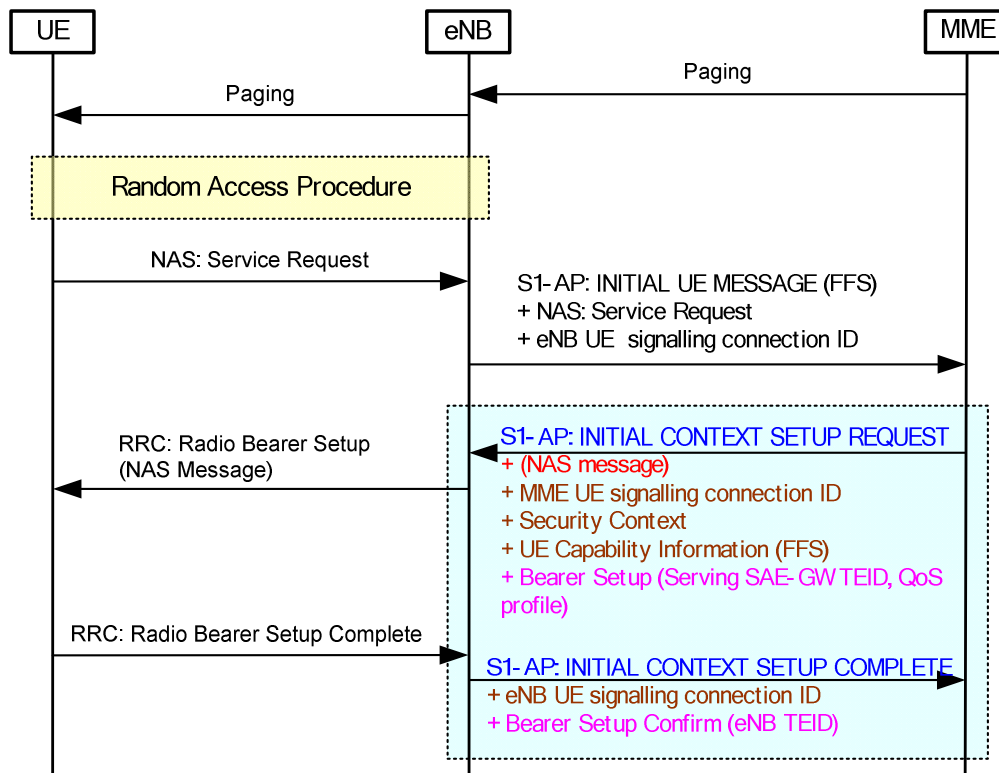 UE
eNB
MME
Paging
Paging
Random Access Procedure
NAS: Service Request
S1-AP: INITIAL UE MESSAGE (FFS)
+ NAS: Service Request
+ eNB UE signalling connection ID
S1-AP: INITIAL CONTEXT SETUP REQUEST
+ (NAS message)
+ MME UE signalling connection ID
+ Security Context
+ UE Capability Information (FFS)
+ Bearer Setup (Serving SAE-GW TEID, QoS
profile)
RRC: Radio Bearer Setup
(NAS Message)
RRC: Radio Bearer Setup Complete
S1-AP: INITIAL CONTEXT SETUP COMPLETE
+ eNB UE signalling connection ID
+ Bearer Setup Confirm (eNB TEID)